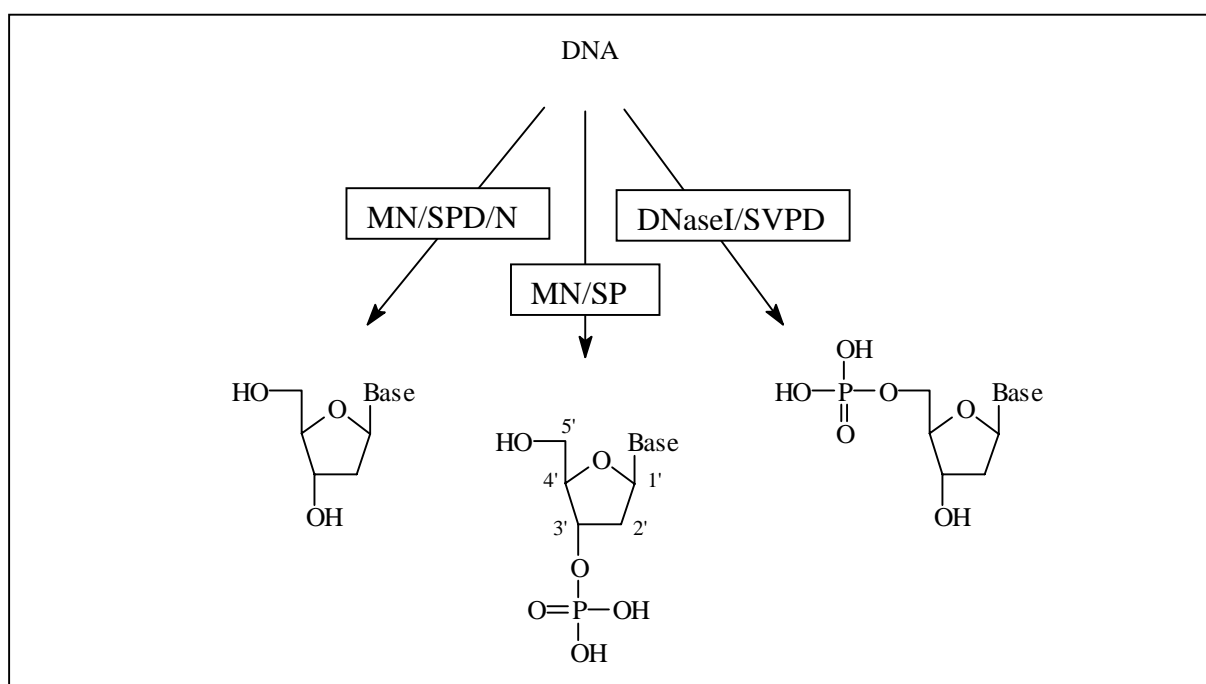 DNA
MN/SPD/N
DNaseI/SVPD
MN/SP
HO
O
Base
OH
HO
5'
O
Base
4'
1'
3'
2'
O
O=P-OH
OH
OH
HO-P-O
O
O
Base
OH